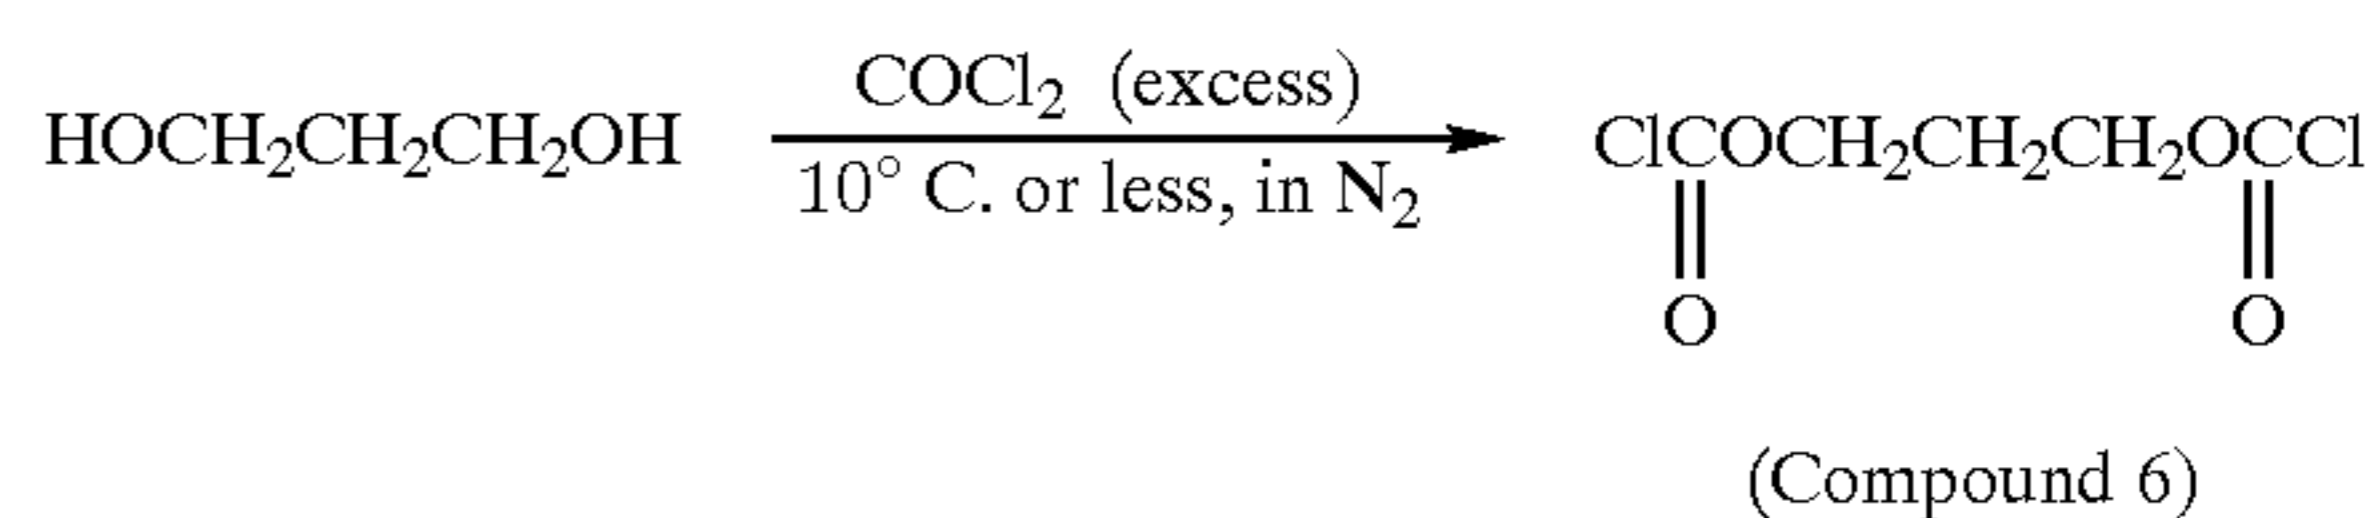 COCl₂ (excess)
HOCH₂CH₂CH₂OH ClCOCH₂CH₂CH₂OCCl
10° C. or less, in N₂
O O
(Compound 6)